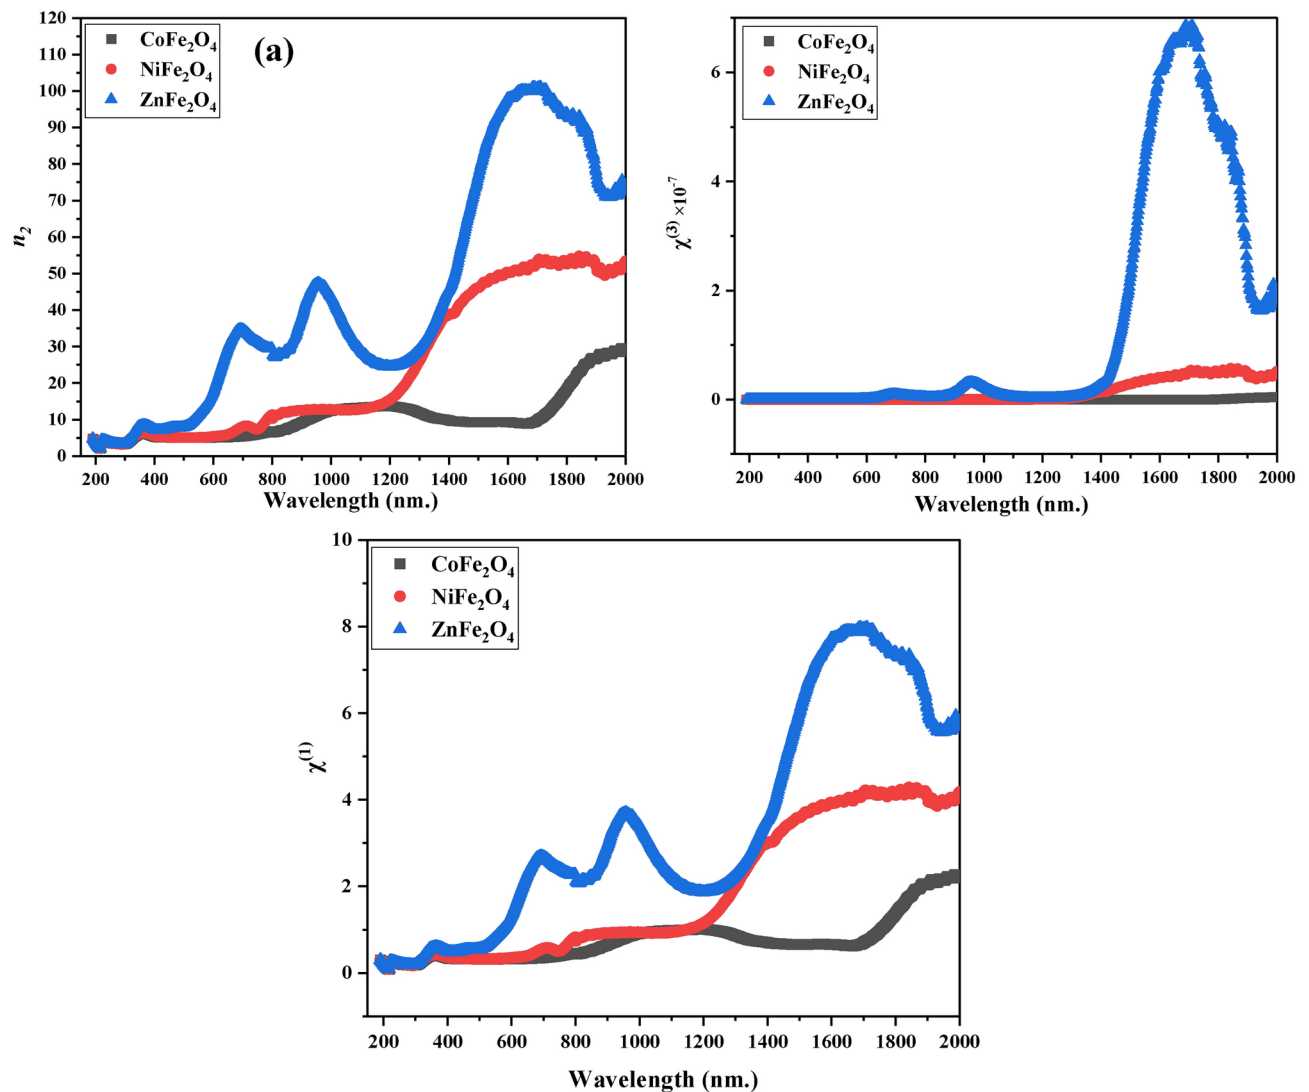 (a)
CoFe₂O₄
NiFe₂O₄
ZnFe₂O₄
n₂
120
110
100
90
80
70
60
50
40
30
20
10
0
200 400 600 800 1000 1200 1400 1600 1800 2000
Wavelength (nm.)
CoFe₂O₄
NiFe₂O₄
ZnFe₂O₄
χ⁽³⁾ ×10⁻⁷
6
4
2
0
200 400 600 800 1000 1200 1400 1600 1800 2000
Wavelength (nm.)
CoFe₂O₄
NiFe₂O₄
ZnFe₂O₄
χ⁽¹⁾
10
8
6
4
2
0
200 400 600 800 1000 1200 1400 1600 1800 2000
Wavelength (nm.)